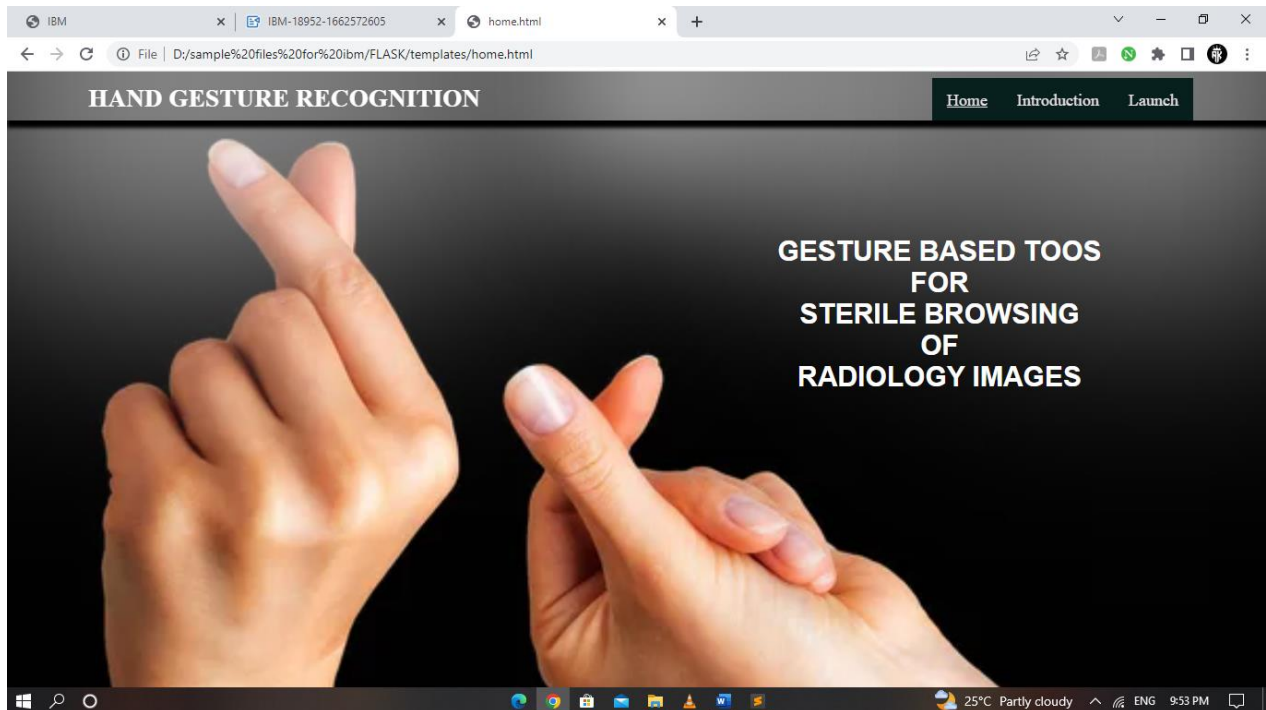 IBM
IBM-18952-1662572605
home.html
File D:/sample%20files%20for%20ibm/FLASK/templates/home.html
HAND GESTURE RECOGNITION
Home Introduction Launch
GESTURE BASED TOOS
FOR
STERILE BROWSING
OF
RADIOLOGY IMAGES
25°C Partly cloudy ENG 9:53 PM